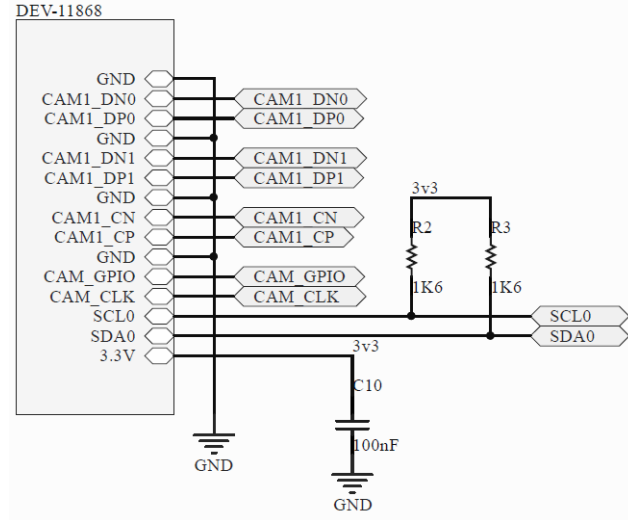 DEV-11868
GND
CAM1_DN0 CAM1_DN0
CAM1_DP0 CAM1_DP0
GND
CAM1_DN1 CAM1_DN1
CAM1_DP1 CAM1_DP1
3v3
GND
CAM1_CN CAM1_CN
R2 R3
CAM1_CP CAM1_CP
GND
CAM_GPIO CAM_GPIO
1K6 1K6
CAM_CLK CAM_CLK
SCL0 SCL0
SDA0 SDA0
3.3V 3v3
C10
100nF
GND
GND